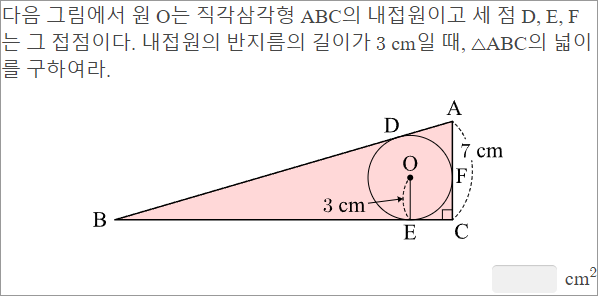 다음 그림에서 원 O는 직각삼각형 ABC의 내접원이고 세 점 D, E, F
는 그 접점이다. 내접원의 반지름의 길이가 3 cm일 때, △ABC의 넓이
를 구하여라.
A
D
7 cm
O
F
3 cm
B
E
C
cm²